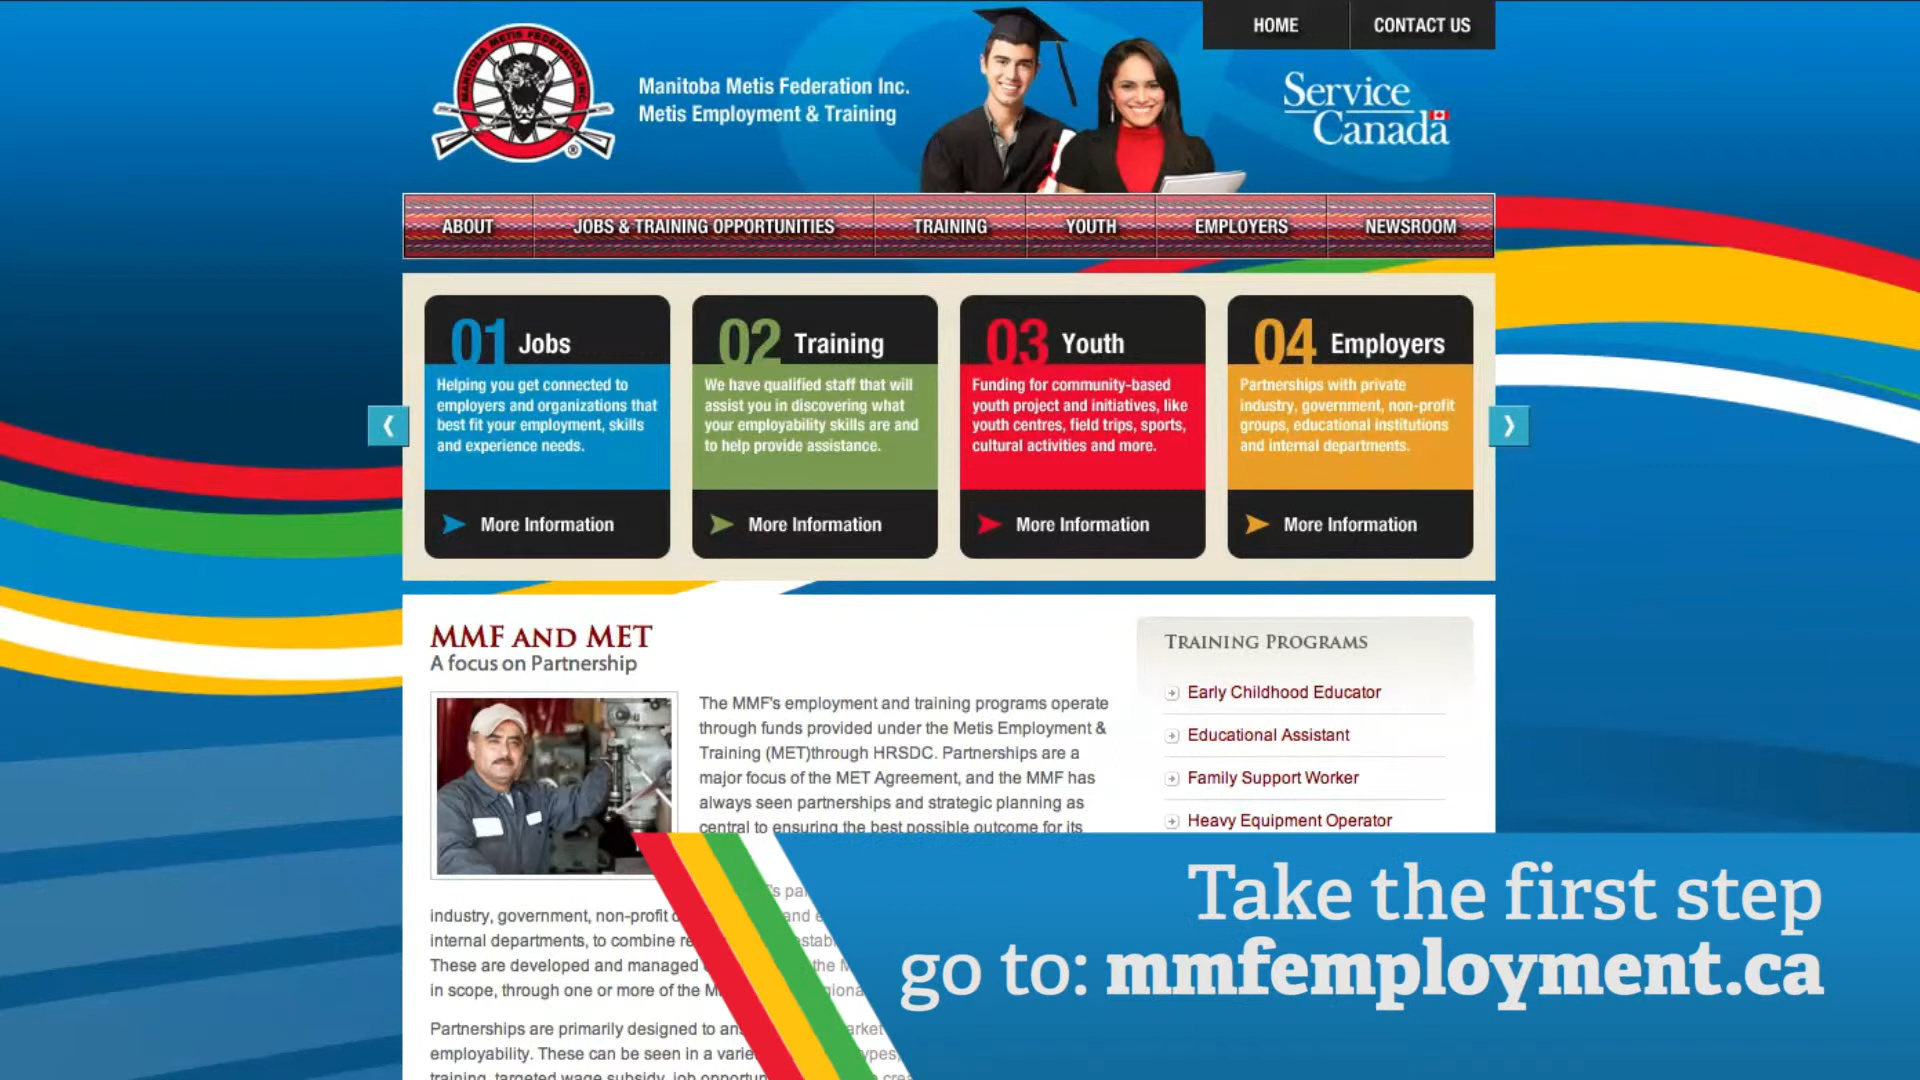 HOME
CONTACT US
MANITOBA METIS FEDERATION INC.
®
Manitoba Metis Federation Inc.
Metis Employment & Training
Service
Canada
ABOUT
JOBS & TRAINING OPPORTUNITIES
TRAINING
YOUTH
EMPLOYERS
NEWSROOM
01 Jobs
Helping you get connected to
employers and organizations that
best fit your employment, skills
and experience needs.
More Information
02 Training
We have qualified staff that will
assist you in discovering what
your employability skills are and
to help provide assistance.
More Information
03 Youth
Funding for community-based
youth project and initiatives, like
youth centres, field trips, sports,
cultural activities and more.
More Information
04 Employers
Partnerships with private
industry, government, non-profit
groups, educational institutions
and internal departments.
More Information
MMF AND MET
A focus on Partnership
The MMF's employment and training programs operate
through funds provided under the Metis Employment &
Training (MET)through HRSDC. Partnerships are a
major focus of the MET Agreement, and the MMF has
always seen partnerships and strategic planning as
central to ensuring the best possible outcome for its
industry, government, non-profit
internal departments, to combine
These are developed and managed
in scope, through one or more of the
Partnerships are primarily designed to
employability. These can be seen in a
training, targeted wage subsidy, job
TRAINING PROGRAMS
Early Childhood Educator
Educational Assistant
Family Support Worker
Heavy Equipment Operator
Take the first step
go to: mmfemployment.ca